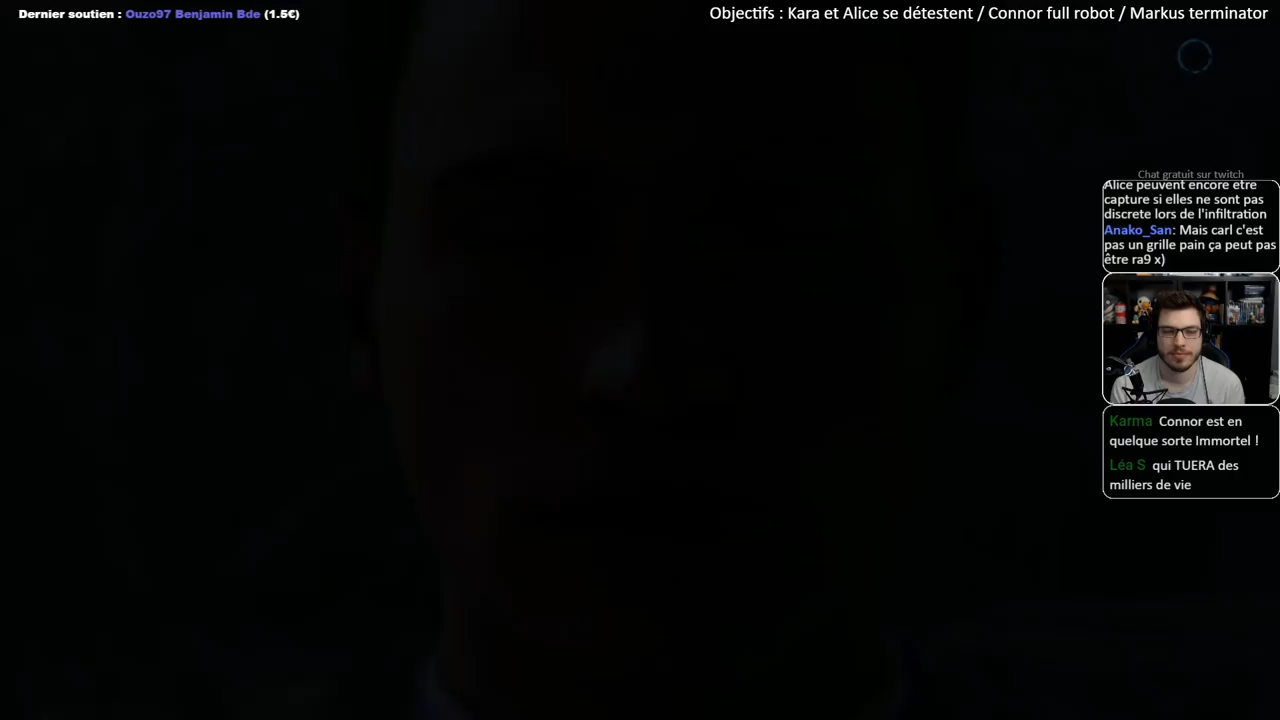 Dernier soutien : Ouzo97 Benjamin Bde (1.5€)
Objectifs : Kara et Alice se détestent / Connor full robot / Markus terminator
Chat gratuit sur twitch
Alice peuvent encore etre
capture si elles ne sont pas
discrete lors de l'infiltration
Anako_San: Mais carl c'est
pas un grille pain ça peut pas
être ra9 x)
Karma Connor est en
quelque sorte Immortel !
Léa S qui TUERA des
milliers de vie